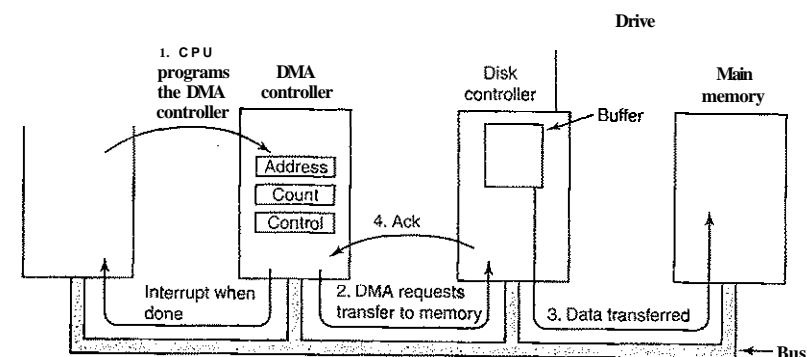 Drive
1. CPU
programs
the DMA
controller
DMA
controller
Disk
controller
Main
memory
Buffer
Address
Count
Control
4. Ack
Interrupt when
done
2. DMA requests
transfer to memory
3. Data transferred
Bus